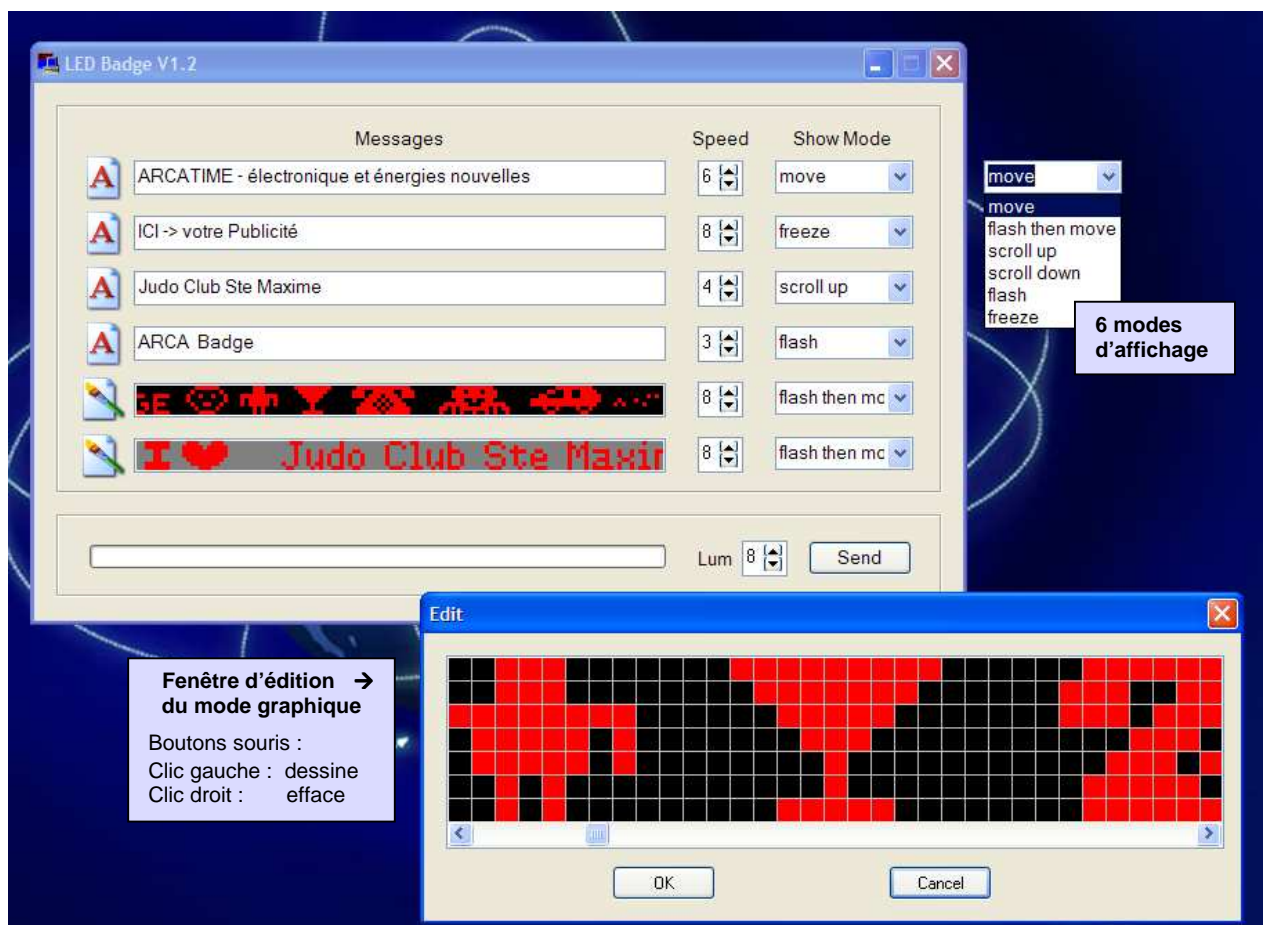 LED Badge V1.2
Messages Speed Show Mode
ARCATIME - électronique et énergies nouvelles 6 move
ICI -> votre Publicité 8 freeze
Judo Club Ste Maxime 4 scroll up
ARCA Badge 3 flash
GE 8 flash then mo
I ♥ Judo Club Ste Maxim 8 flash then mo
move
move
flash then move
scroll up
scroll down
flash
freeze
6 modes
d'affichage
Lum 8 Send
Edit
Fenêtre d'édition ➔
du mode graphique
Boutons souris :
Clic gauche : dessine
Clic droit : efface
OK Cancel